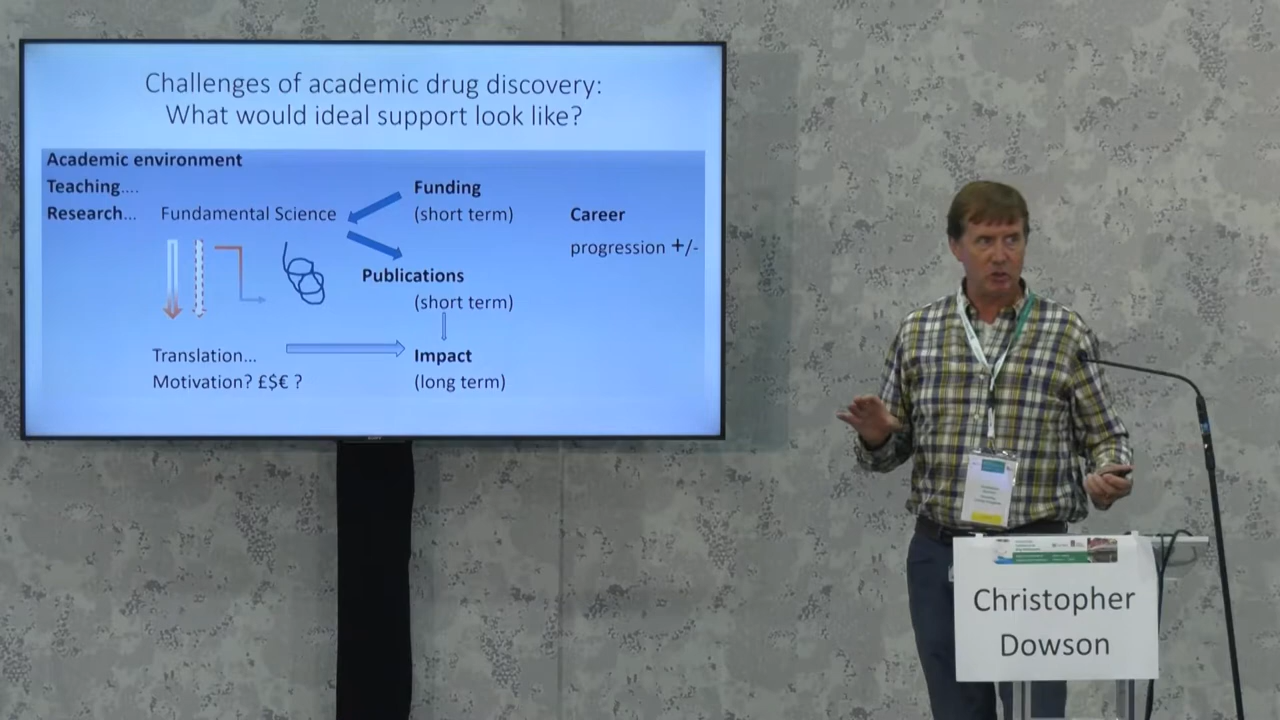 Challenges of academic drug discovery:
What would ideal support look like?
Academic environment
Teaching....
Research... Fundamental Science
Funding
(short term)
Career
progression +/-
Publications
(short term)
Translation...
Motivation? £$€ ?
Impact
(long term)
Christopher
Dowson